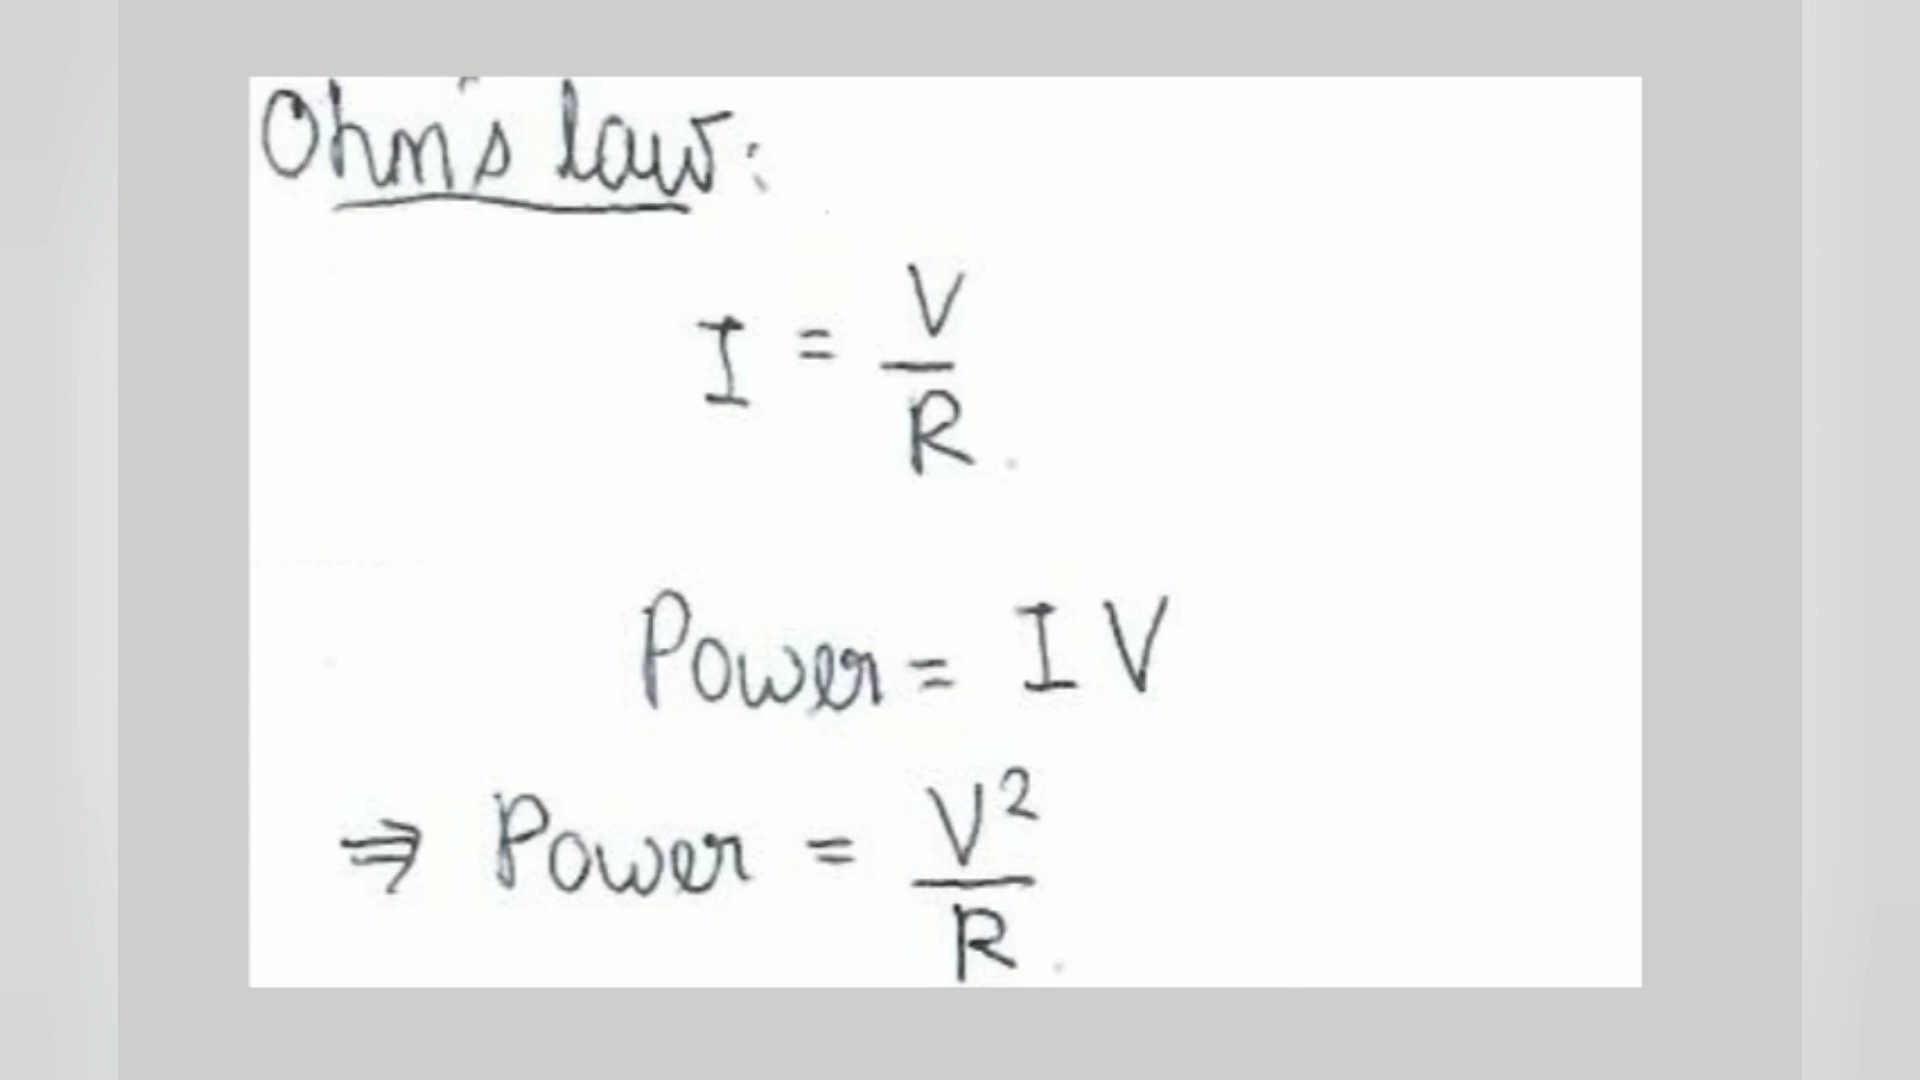 Ohm's law:
I = V/R
Power = IV
⇒ Power = V²/R